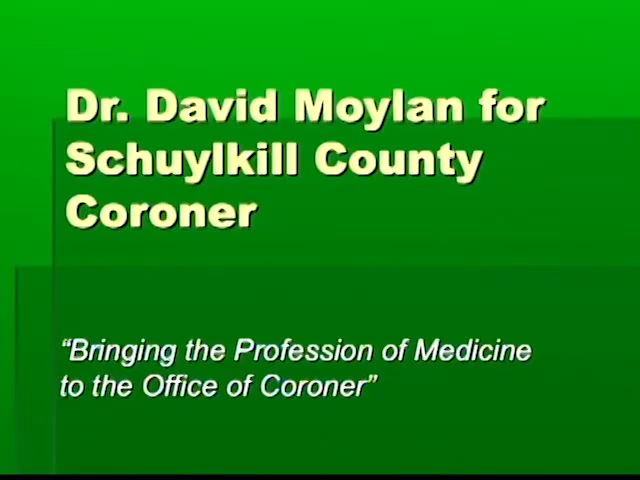 Dr. David Moylan for
Schuylkill County
Coroner
“Bringing the Profession of Medicine
to the Office of Coroner”